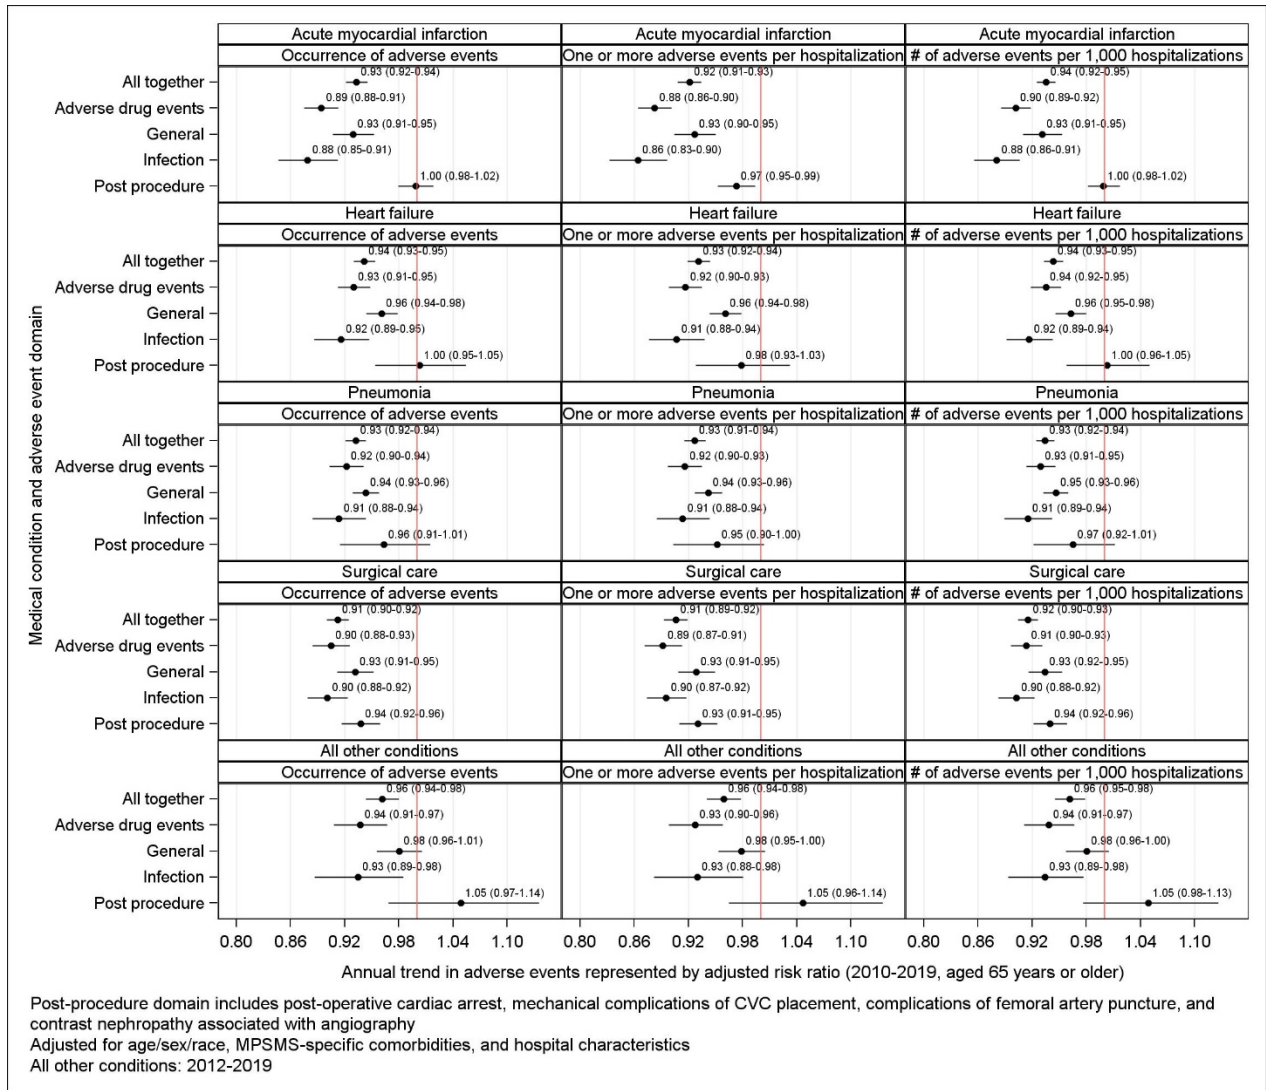 Medical condition and adverse event domain
Acute myocardial infarction Acute myocardial infarction Acute myocardial infarction
Occurrence of adverse events One or more adverse events per hospitalization # of adverse events per 1,000 hospitalizations
All together 0.93 (0.92-0.94) 0.92 (0.91-0.93) 0.94 (0.92-0.95)
Adverse drug events 0.89 (0.88-0.91) 0.88 (0.86-0.90) 0.90 (0.89-0.92)
General 0.93 (0.91-0.95) 0.93 (0.90-0.95) 0.93 (0.91-0.95)
Infection 0.88 (0.85-0.91) 0.86 (0.83-0.90) 0.88 (0.86-0.91)
Post procedure 1.00 (0.98-1.02) 0.97 (0.95-0.99) 1.00 (0.98-1.02)
Heart failure Heart failure Heart failure
Occurrence of adverse events One or more adverse events per hospitalization # of adverse events per 1,000 hospitalizations
All together 0.94 (0.93-0.95) 0.93 (0.92-0.94) 0.94 (0.93-0.95)
Adverse drug events 0.93 (0.91-0.95) 0.92 (0.90-0.93) 0.94 (0.92-0.95)
General 0.96 (0.94-0.98) 0.96 (0.94-0.98) 0.96 (0.95-0.98)
Infection 0.92 (0.89-0.95) 0.91 (0.88-0.94) 0.92 (0.89-0.94)
Post procedure 1.00 (0.95-1.05) 0.98 (0.93-1.03) 1.00 (0.96-1.05)
Pneumonia Pneumonia Pneumonia
Occurrence of adverse events One or more adverse events per hospitalization # of adverse events per 1,000 hospitalizations
All together 0.93 (0.92-0.94) 0.93 (0.91-0.94) 0.93 (0.92-0.94)
Adverse drug events 0.92 (0.90-0.94) 0.92 (0.90-0.93) 0.93 (0.91-0.95)
General 0.94 (0.93-0.96) 0.94 (0.93-0.96) 0.95 (0.93-0.96)
Infection 0.91 (0.88-0.94) 0.91 (0.88-0.94) 0.91 (0.89-0.94)
Post procedure 0.96 (0.91-1.01) 0.95 (0.90-1.00) 0.97 (0.92-1.01)
Surgical care Surgical care Surgical care
Occurrence of adverse events One or more adverse events per hospitalization # of adverse events per 1,000 hospitalizations
All together 0.91 (0.90-0.92) 0.91 (0.89-0.92) 0.92 (0.90-0.93)
Adverse drug events 0.90 (0.88-0.93) 0.89 (0.87-0.91) 0.91 (0.90-0.93)
General 0.93 (0.91-0.95) 0.93 (0.91-0.95) 0.93 (0.92-0.95)
Infection 0.90 (0.88-0.92) 0.90 (0.87-0.92) 0.90 (0.88-0.92)
Post procedure 0.94 (0.92-0.96) 0.93 (0.91-0.95) 0.94 (0.92-0.96)
All other conditions All other conditions All other conditions
Occurrence of adverse events One or more adverse events per hospitalization # of adverse events per 1,000 hospitalizations
All together 0.96 (0.94-0.98) 0.96 (0.94-0.98) 0.96 (0.95-0.98)
Adverse drug events 0.94 (0.91-0.97) 0.93 (0.90-0.96) 0.94 (0.91-0.97)
General 0.98 (0.96-1.01) 0.98 (0.95-1.00) 0.98 (0.96-1.00)
Infection 0.93 (0.89-0.98) 0.93 (0.88-0.98) 0.93 (0.89-0.98)
Post procedure 1.05 (0.97-1.14) 1.05 (0.96-1.14) 1.05 (0.98-1.13)
0.80 0.86 0.92 0.98 1.04 1.10 0.80 0.86 0.92 0.98 1.04 1.10 0.80 0.86 0.92 0.98 1.04 1.10
Annual trend in adverse events represented by adjusted risk ratio (2010-2019, aged 65 years or older)
Post-procedure domain includes post-operative cardiac arrest, mechanical complications of CVC placement, complications of femoral artery puncture, and
contrast nephropathy associated with angiography
Adjusted for age/sex/race, MPSMS-specific comorbidities, and hospital characteristics
All other conditions: 2012-2019